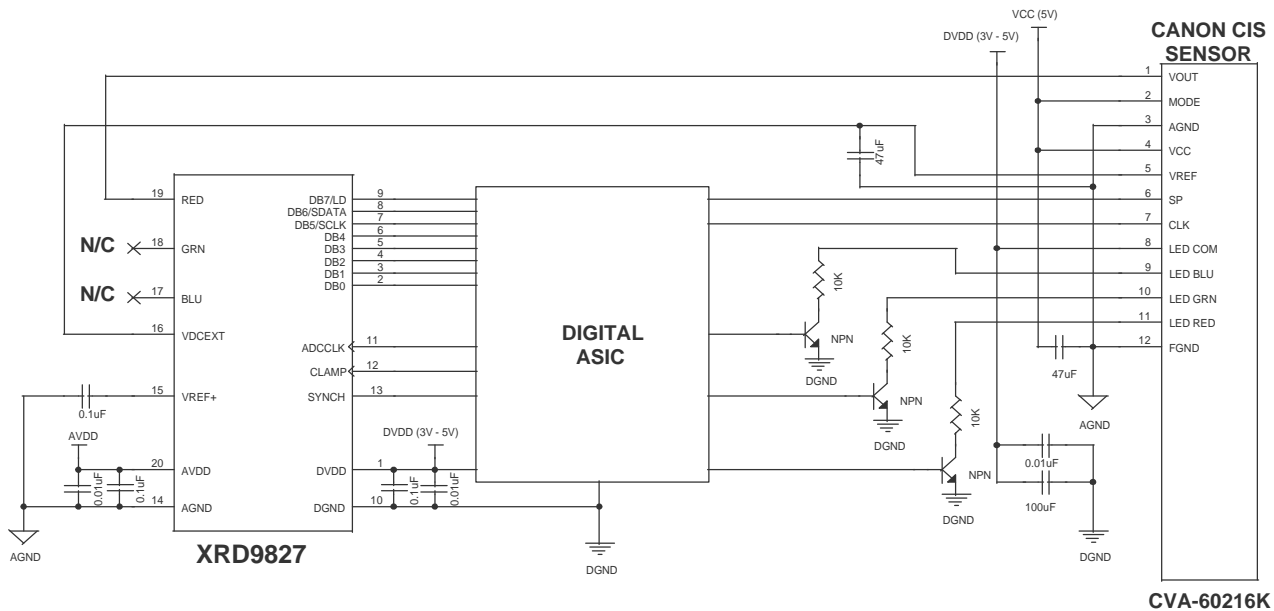 VCC (5V)
DVDD (3V - 5V)
CANON CIS
SENSOR
1 VOUT
2 MODE
3 AGND
4 VCC
5 VREF
6 SP
7 CLK
8 LED COM
9 LED BLU
10 LED GRN
11 LED RED
12 FGND
47uF
19 RED
N/C 18 GRN
N/C 17 BLU
16 VDCEXT
15 VREF+
0.1uF
AVDD
20 AVDD
0.01uF
0.1uF
14 AGND
AGND
DB7/LD 9
DB6/SDATA 8
DB5/SCLK 7
DB4 6
DB3 5
DB2 4
DB1 3
DB0 2
ADCCLK 11
CLAMP 12
SYNCH 13
DVDD (3V - 5V)
DVDD 1
0.1uF
0.01uF
DGND 10
XRD9827
DIGITAL
ASIC
DGND
10K
NPN
DGND
10K
NPN
DGND
10K
NPN
DGND
47uF
AGND
0.01uF
100uF
DGND
CVA-60216K